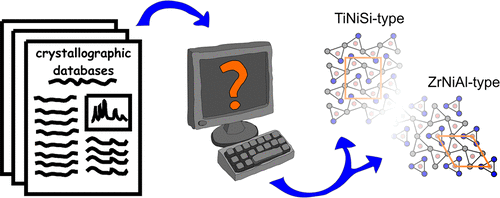 crystallographic
databases
?
TiNiSi-type
ZrNiAl-type